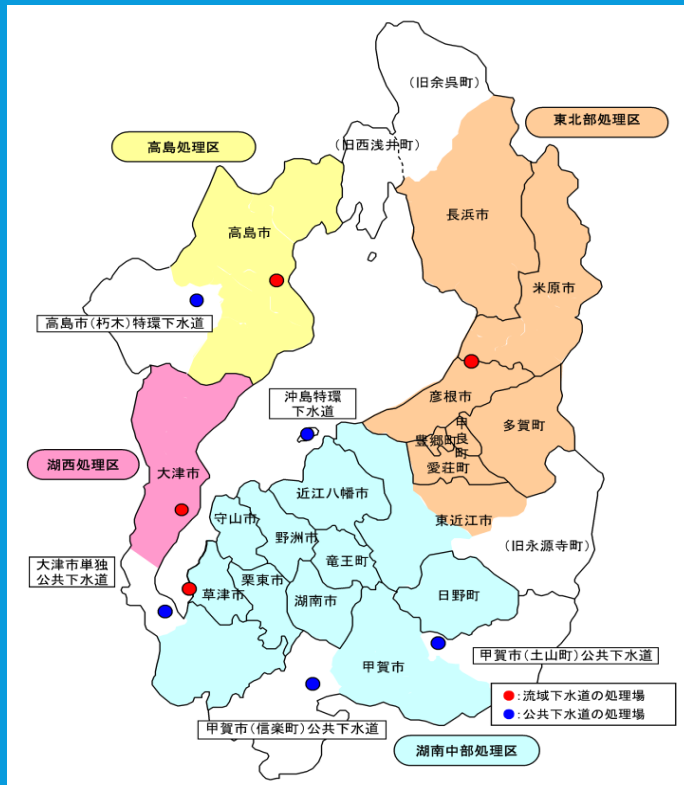 (旧余呉町)
東北部処理区
高島処理区
(旧西浅井町)
長浜市
高島市
米原市
高島市(朽木)特環下水道
沖島特環
下水道
彦根市
多賀町
甲良町
豊郷町
愛荘町
湖西処理区
大津市
近江八幡市
守山市
東近江市
野洲市
(旧永源寺町)
竜王町
大津市単独
公共下水道
栗東市
草津市
湖南市
日野町
甲賀市
甲賀市(土山町)公共下水道
●:流域下水道の処理場
●:公共下水道の処理場
甲賀市(信楽町)公共下水道
湖南中部処理区